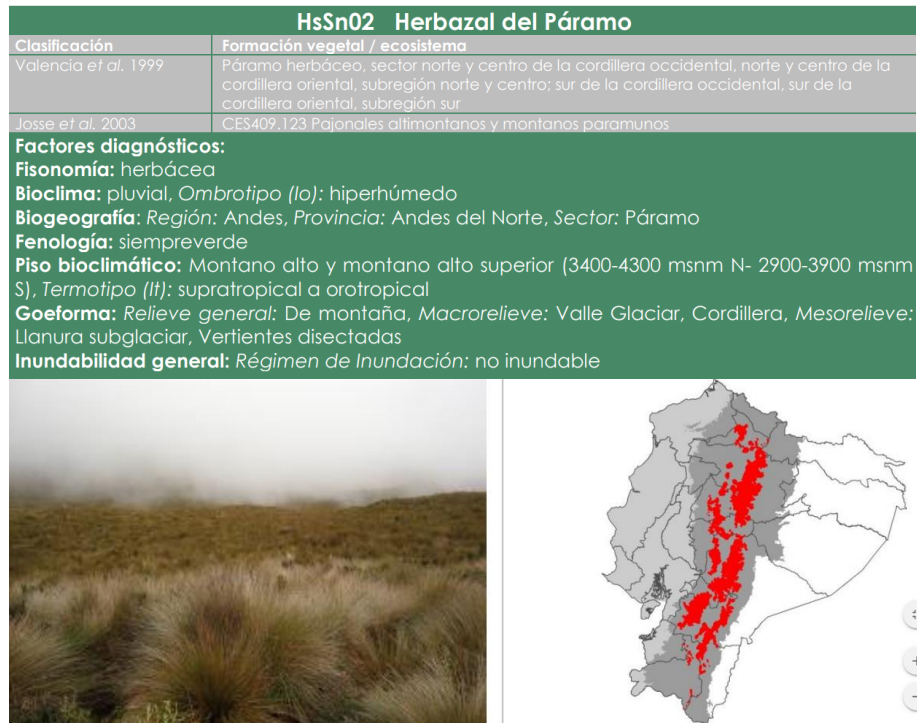 HsSn02 Herbazal del Páramo
Clasificación Formación vegetal / ecosistema
Valencia et al. 1999 Páramo herbáceo, sector norte y centro de la cordillera occidental, norte y centro de la
cordillera oriental, subregión norte y centro; sur de la cordillera occidental, sur de la
cordillera oriental, subregión sur
Josse et al. 2003 CES409.123 Pajonales altimontanos y montanos paramunos
Factores diagnósticos:
Fisonomía: herbácea
Bioclima: pluvial, Ombrotipo (Io): hiperhúmedo
Biogeografía: Región: Andes, Provincia: Andes del Norte, Sector: Páramo
Fenología: siempreverde
Piso bioclimático: Montano alto y montano alto superior (3400-4300 msnm N- 2900-3900 msnm
S), Termotipo (It): supratropical a orotropical
Goeforma: Relieve general: De montaña, Macrorelieve: Valle Glaciar, Cordillera, Mesorelieve:
Llanura subglaciar, Vertientes disectadas
Inundabilidad general: Régimen de Inundación: no inundable